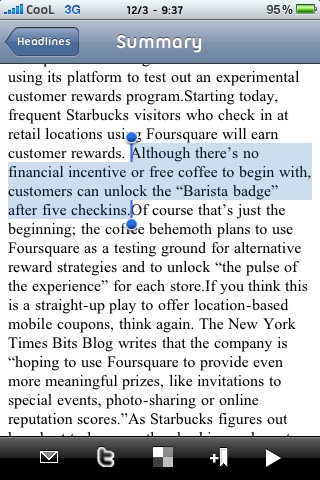 CooL 3G 12/3 - 9:37 95%
Headlines Summary
using its platform to test out an experimental
customer rewards program.Starting today,
frequent Starbucks visitors who check in at
retail locations using Foursquare will earn
customer rewards. Although there's no
financial incentive or free coffee to begin with,
customers can unlock the “Barista badge”
after five checkins.Of course that's just the
beginning; the coffee behemoth plans to use
Foursquare as a testing ground for alternative
reward strategies and to unlock “the pulse of
the experience” for each store.If you think this
is a straight-up play to offer location-based
mobile coupons, think again. The New York
Times Bits Blog writes that the company is
“hoping to use Foursquare to provide even
more meaningful prizes, like invitations to
special events, photo-sharing or online
reputation scores.”As Starbucks figures out